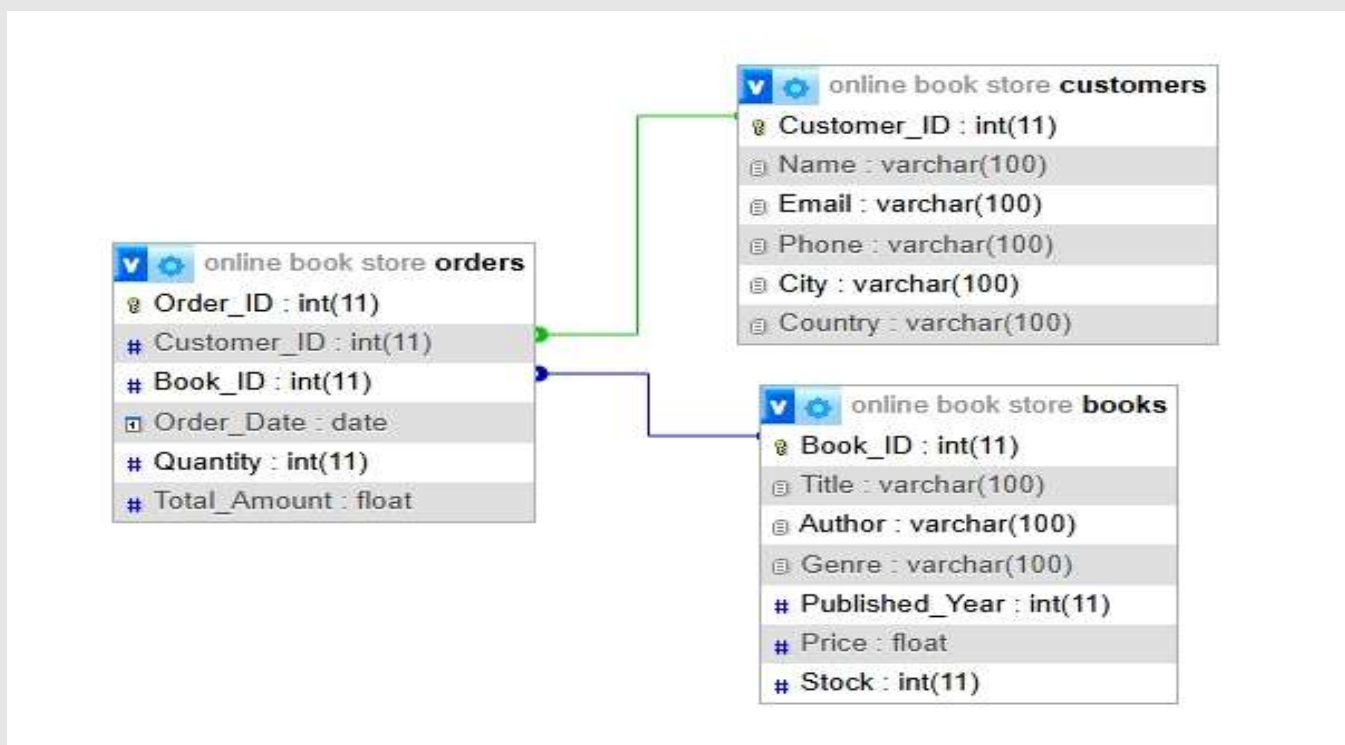 online book store customers
Customer_ID : int(11)
Name : varchar(100)
Email : varchar(100)
Phone : varchar(100)
City : varchar(100)
Country : varchar(100)
online book store orders
Order_ID : int(11)
Customer_ID : int(11)
Book_ID : int(11)
Order_Date : date
Quantity : int(11)
Total_Amount : float
online book store books
Book_ID : int(11)
Title : varchar(100)
Author : varchar(100)
Genre : varchar(100)
Published_Year : int(11)
Price : float
Stock : int(11)